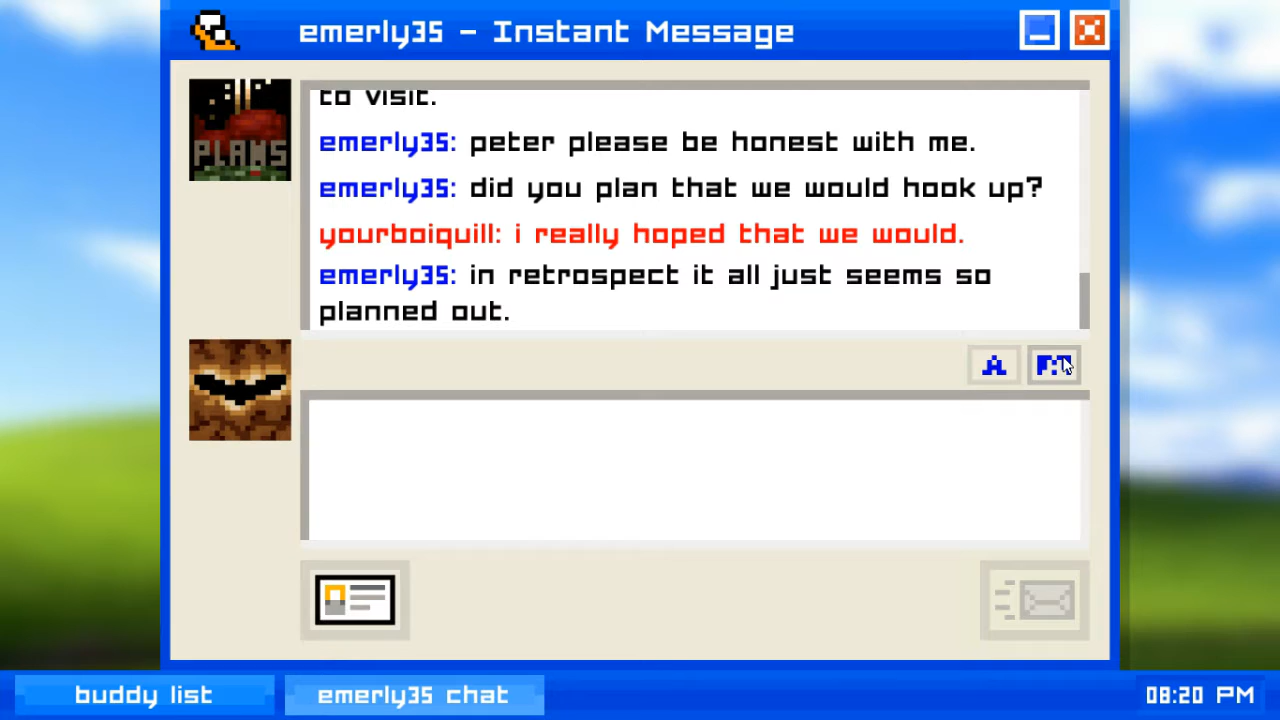 emerly35 - Instant Message
to visit.
emerly35: peter please be honest with me.
emerly35: did you plan that we would hook up?
yourboiquill: i really hoped that we would.
emerly35: in retrospect it all just seems so
planned out.
PLANS
A
buddy list
emerly35 chat
08:20 PM